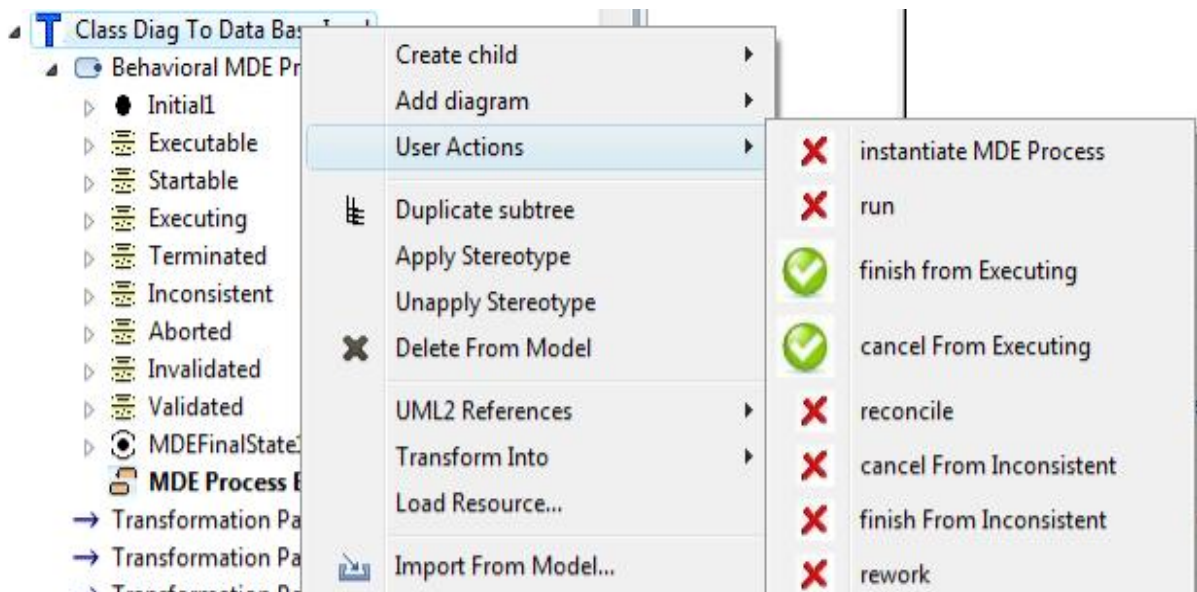 Class Diag To Data Bas
Behavioral MDE Pr
Initial1
Executable
Startable
Executing
Terminated
Inconsistent
Aborted
Invalidated
Validated
MDEFinalState
MDE Process
Transformation Pa
Transformation Pa
Create child
Add diagram
User Actions
Duplicate subtree
Apply Stereotype
Unapply Stereotype
Delete From Model
UML2 References
Transform Into
Load Resource...
Import From Model...
instantiate MDE Process
run
finish from Executing
cancel From Executing
reconcile
cancel From Inconsistent
finish From Inconsistent
rework